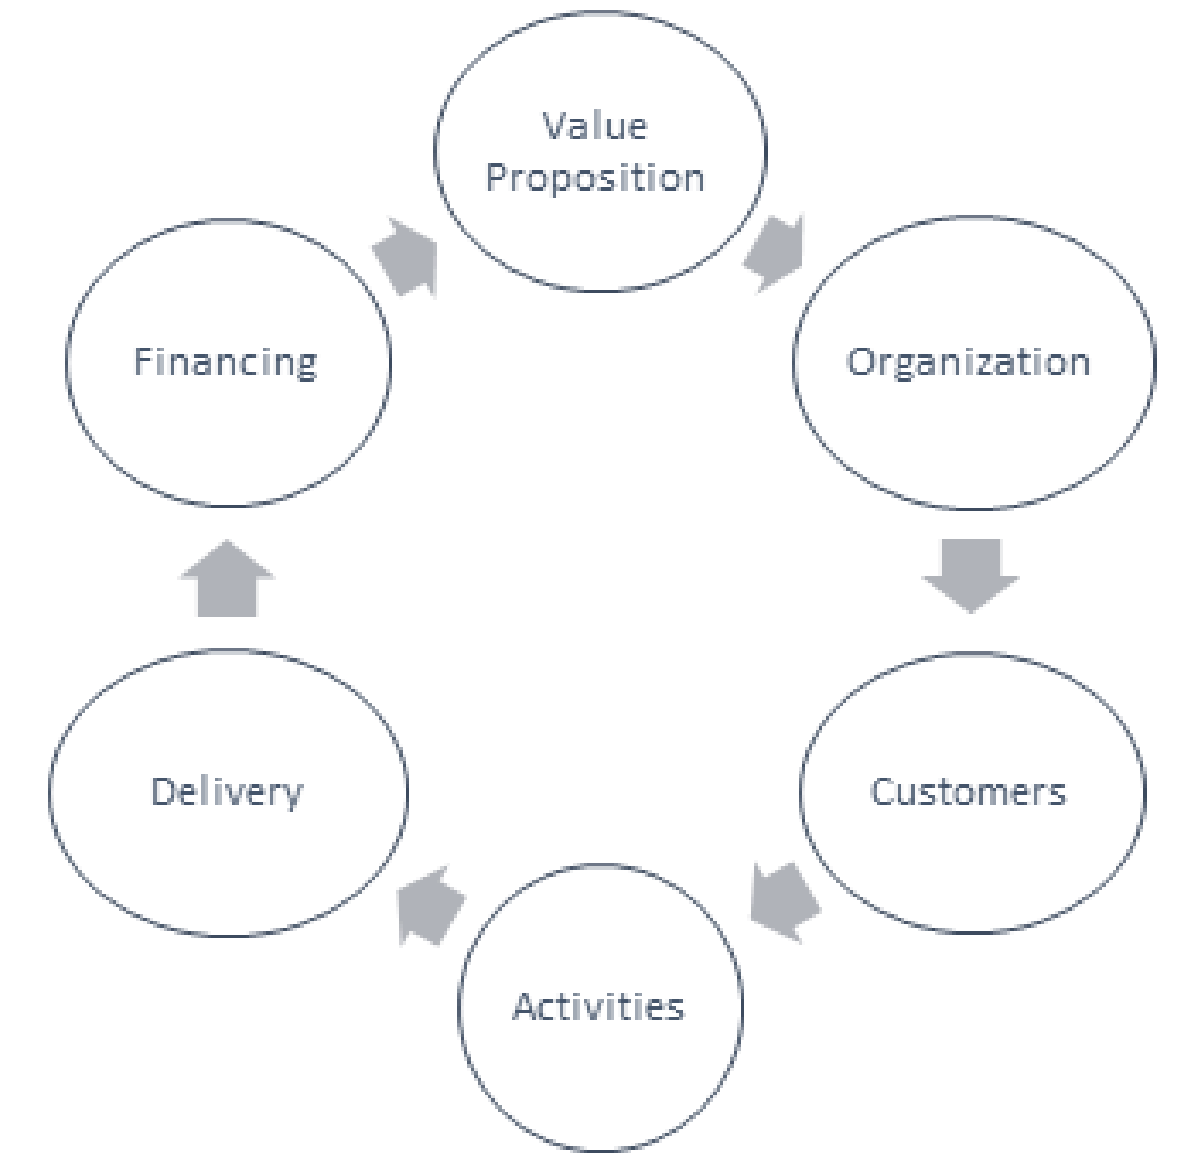 Value
Proposition
Organization
Customers
Activities
Delivery
Financing